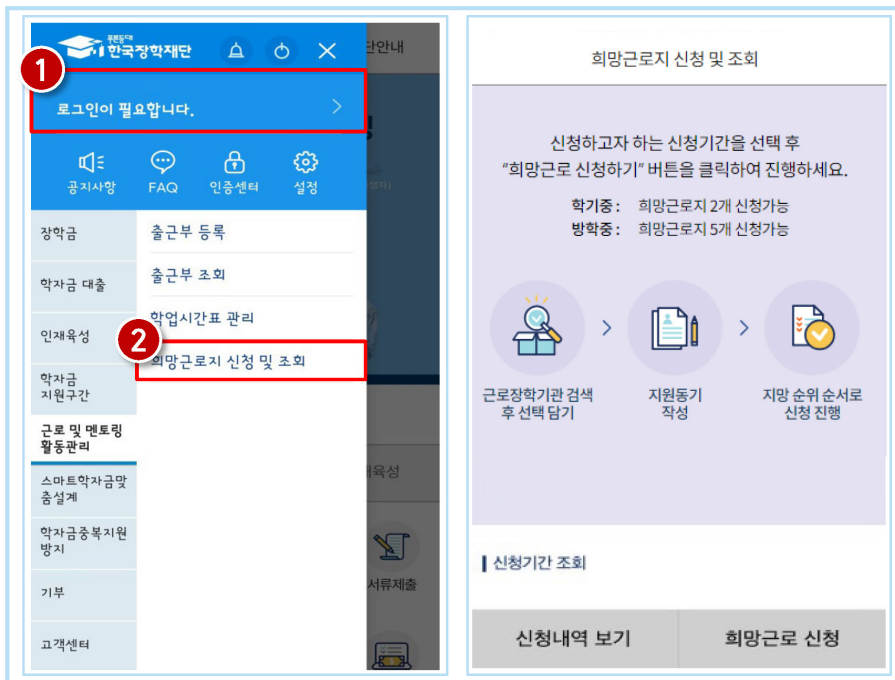 푸른등대
한국장학재단
단안내
1
로그인이 필요합니다.
공지사항
FAQ
인증센터
설정
장학금
학자금 대출
인재육성
학자금
지원구간
근로 및 멘토링
활동관리
스마트학자금맞
춤설계
학자금중복지원
방지
기부
고객센터
출근부 등록
출근부 조회
학업시간표 관리
2
희망근로지 신청 및 조회
서류제출
희망근로지 신청 및 조회
신청하고자 하는 신청기간을 선택 후
"희망근로 신청하기" 버튼을 클릭하여 진행하세요.
학기중 : 희망근로지 2개 신청가능
방학중 : 희망근로지 5개 신청가능
근로장학기관 검색
후 선택 담기
지원동기
작성
지망 순위 순서로
신청 진행
신청기간 조회
신청내역 보기
희망근로 신청